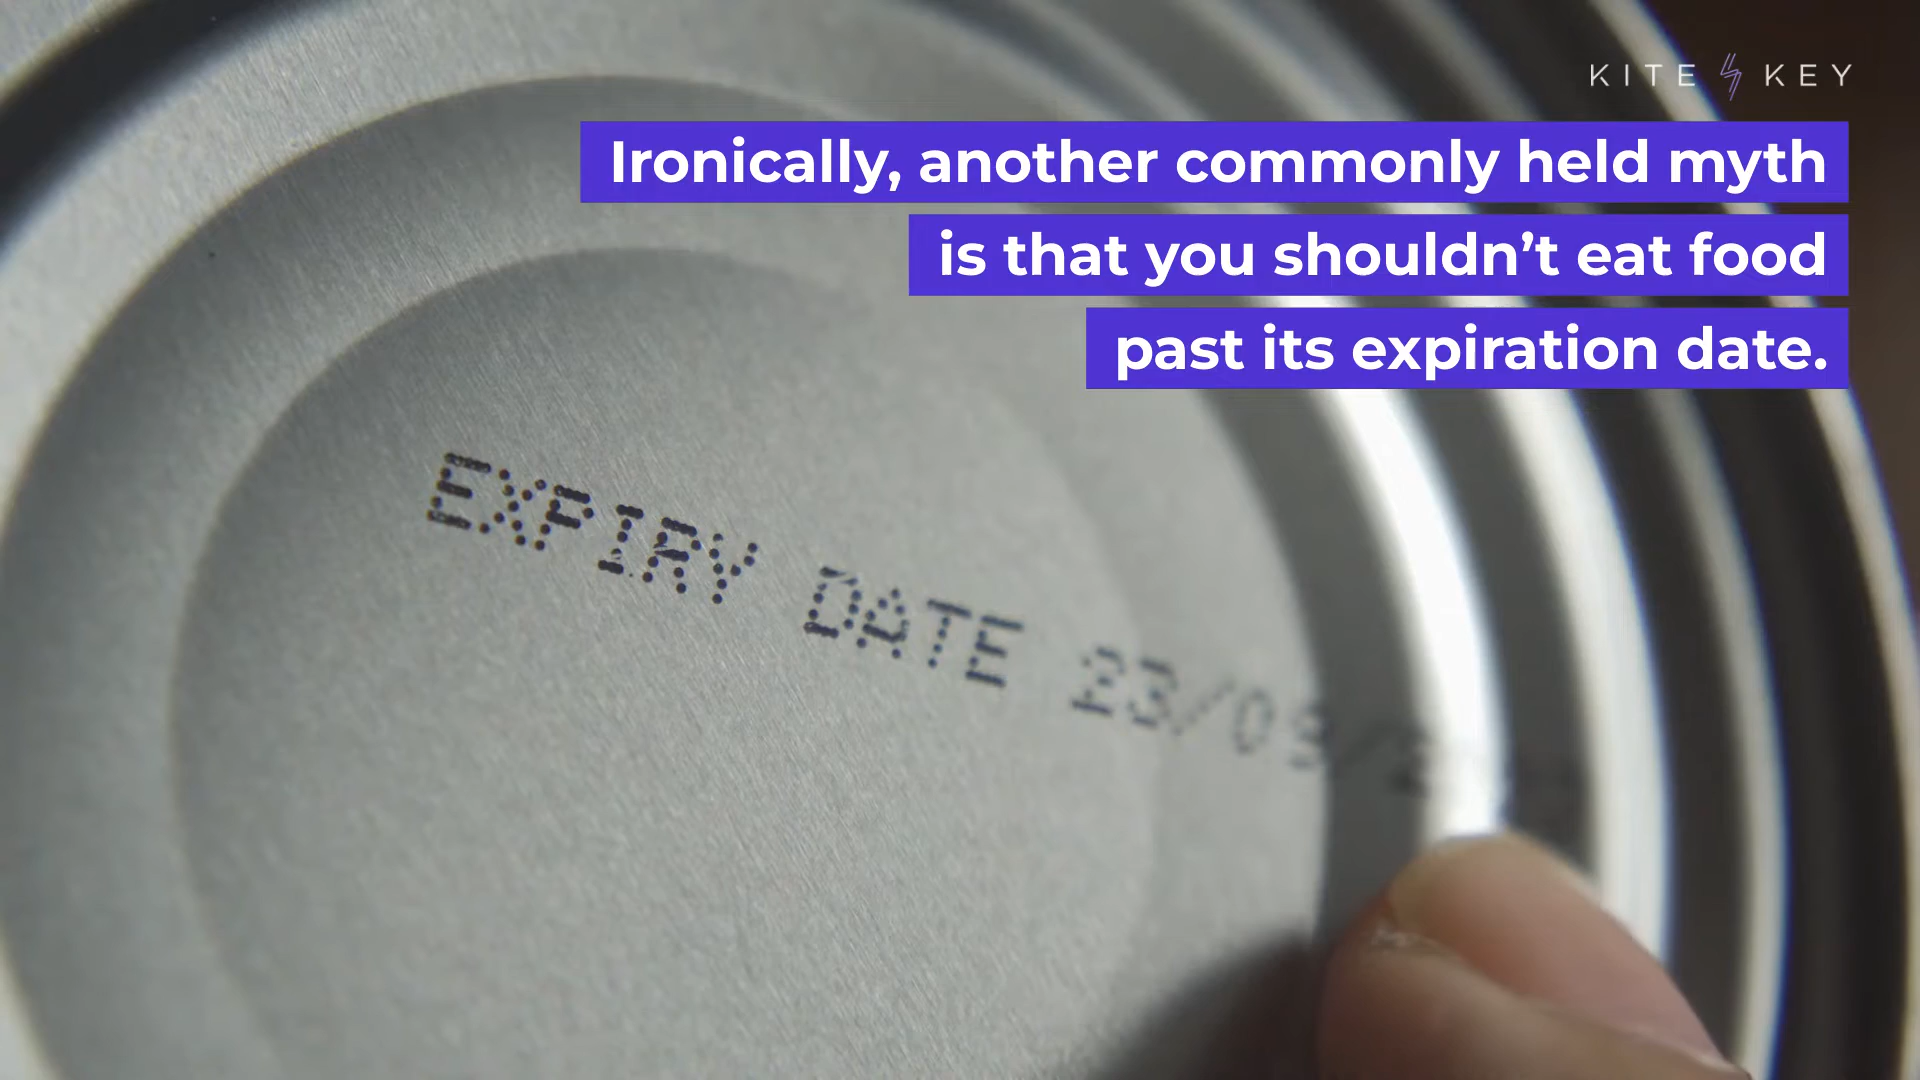 KITE KEY
Ironically, another commonly held myth
is that you shouldn’t eat food
past its expiration date.
EXPIRY DATE 23/09/